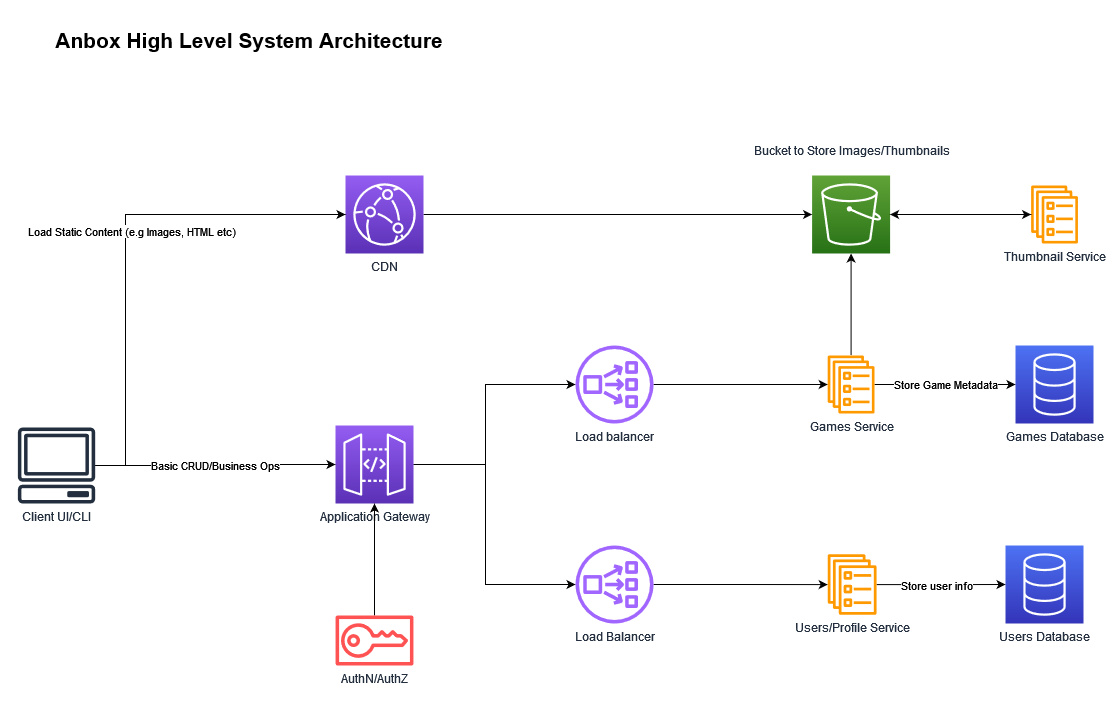 Anbox High Level System Architecture
Bucket to Store Images/Thumbnails
Load Static Content (e.g Images, HTML etc)
CDN
Thumbnail Service
Store Game Metadata
Load balancer
Games Service
Games Database
Basic CRUD/Business Ops
</>
Client UI/CLI
Application Gateway
Store user info
Load Balancer
Users/Profile Service
Users Database
AuthN/AuthZ